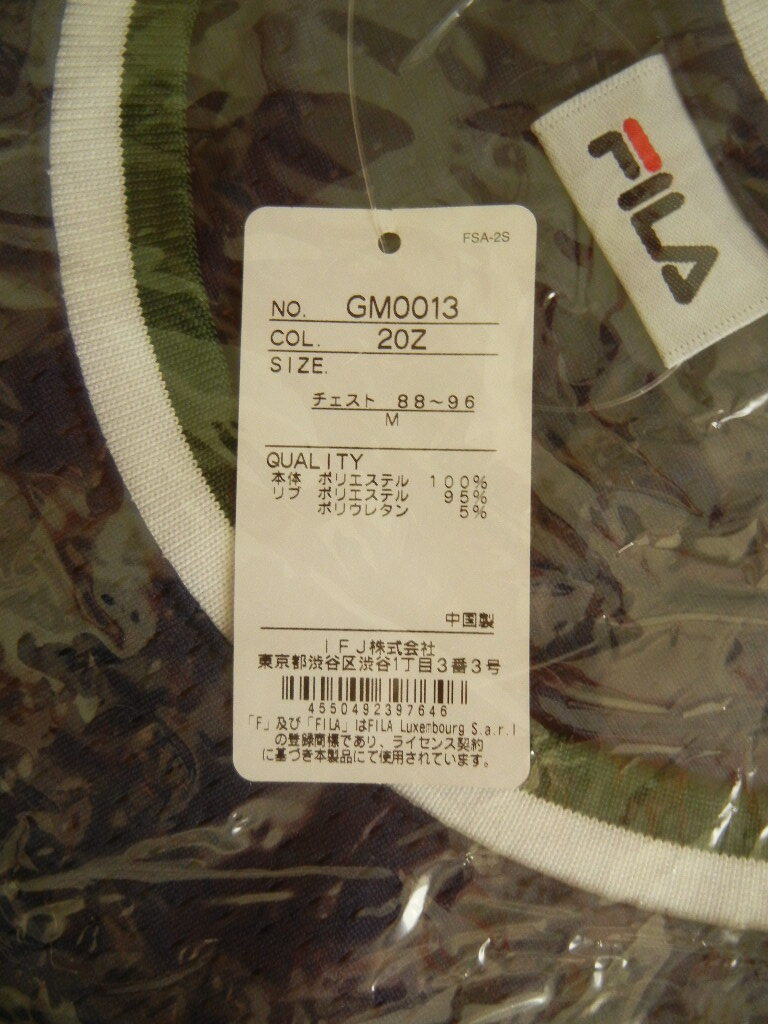 FILA
FSA-2S
NO. GM0013
COL. 20Z
SIZE.
チェスト 88~96
M
QUALITY
本体 ポリエステル 100%
リブ ポリエステル 95%
ポリウレタン 5%
中国製
IFJ株式会社
東京都渋谷区渋谷1丁目3番3号
4550492397646
「F」及び「FILA」はFILA Luxembourg S.a.r.l
の登録商標であり、ライセンス契約
に基づき本製品にて使用されています。